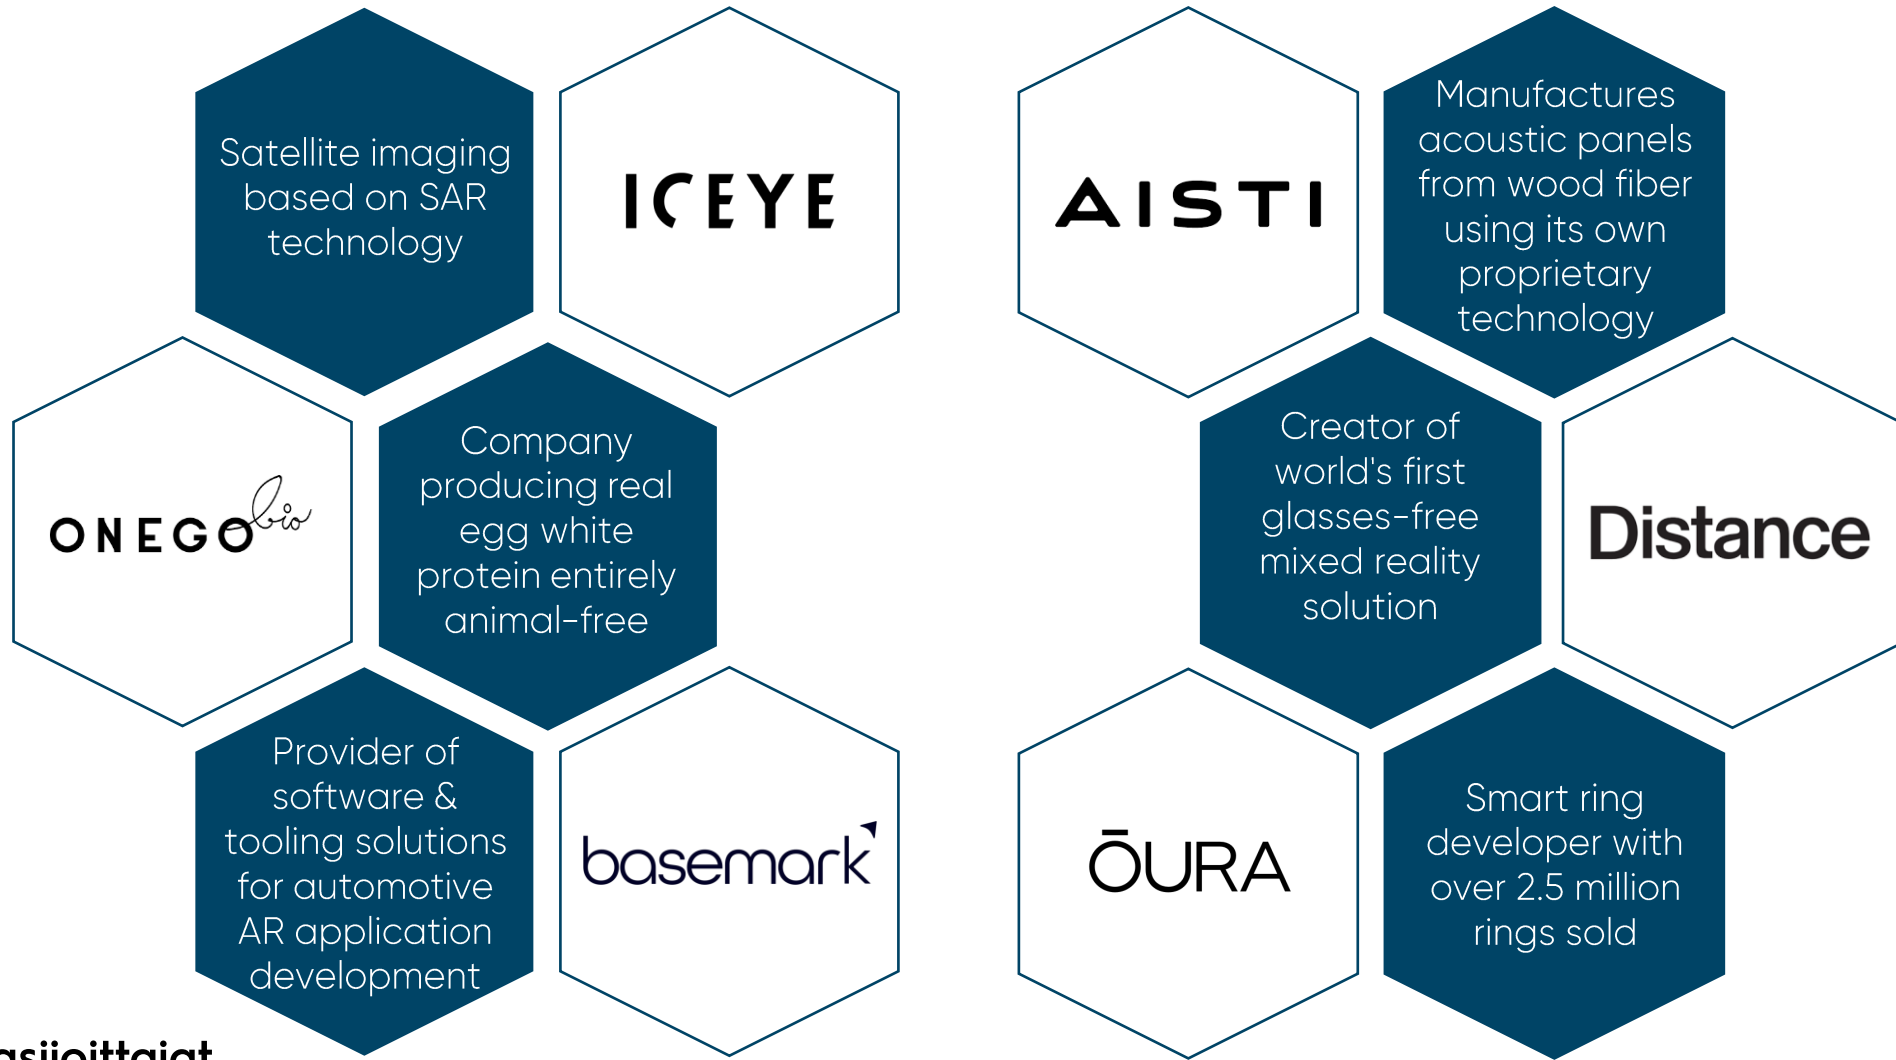 Satellite imaging
based on SAR
technology
ICEYE
ONEGO bio
Company
producing real
egg white
protein entirely
animal-free
Provider of
software &
tooling solutions
for automotive
AR application
development
basemark
AISTI
Manufactures
acoustic panels
from wood fiber
using its own
proprietary
technology
Creator of
world's first
glasses-free
mixed reality
solution
Distance
ŌURA
Smart ring
developer with
over 2.5 million
rings sold